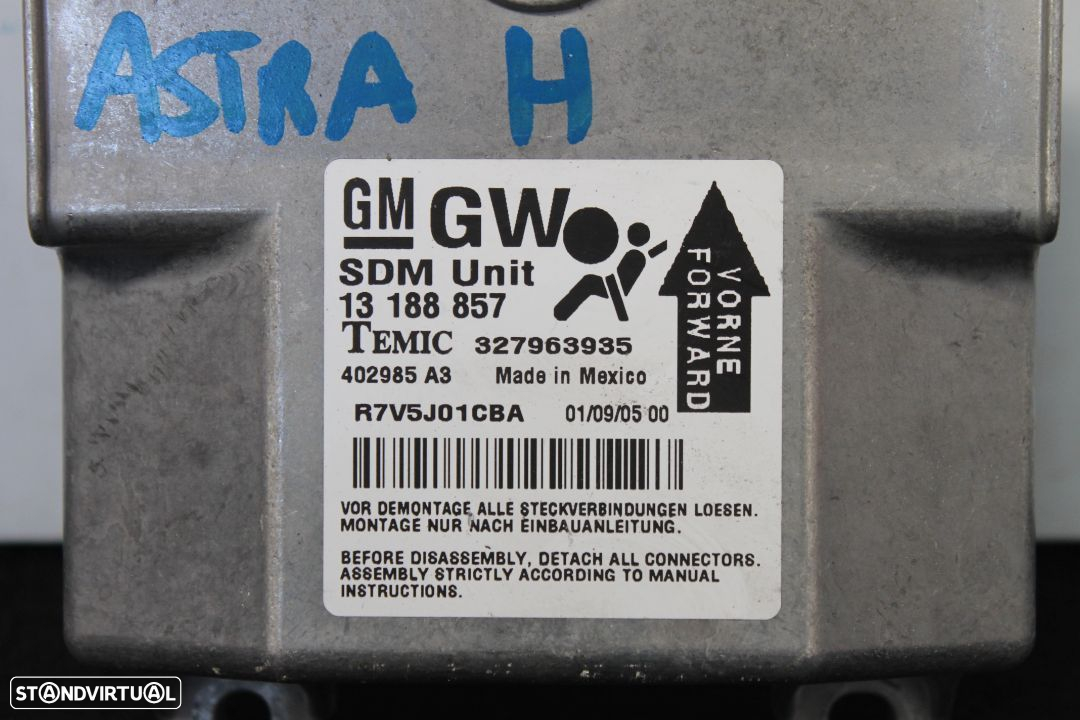 ASTRA H
GM GW
SDM Unit
13 188 857
TEMIC 327963935
402985 A3 Made in Mexico
R7V5J01CBA 01/09/05 00
VORNE
FORWARD
VOR DEMONTAGE ALLE STECKVERBINDUNGEN LOESEN.
MONTAGE NUR NACH EINBAUANLEITUNG.
BEFORE DISASSEMBLY, DETACH ALL CONNECTORS.
ASSEMBLY STRICTLY ACCORDING TO MANUAL
INSTRUCTIONS.
STANDVIRTUAL